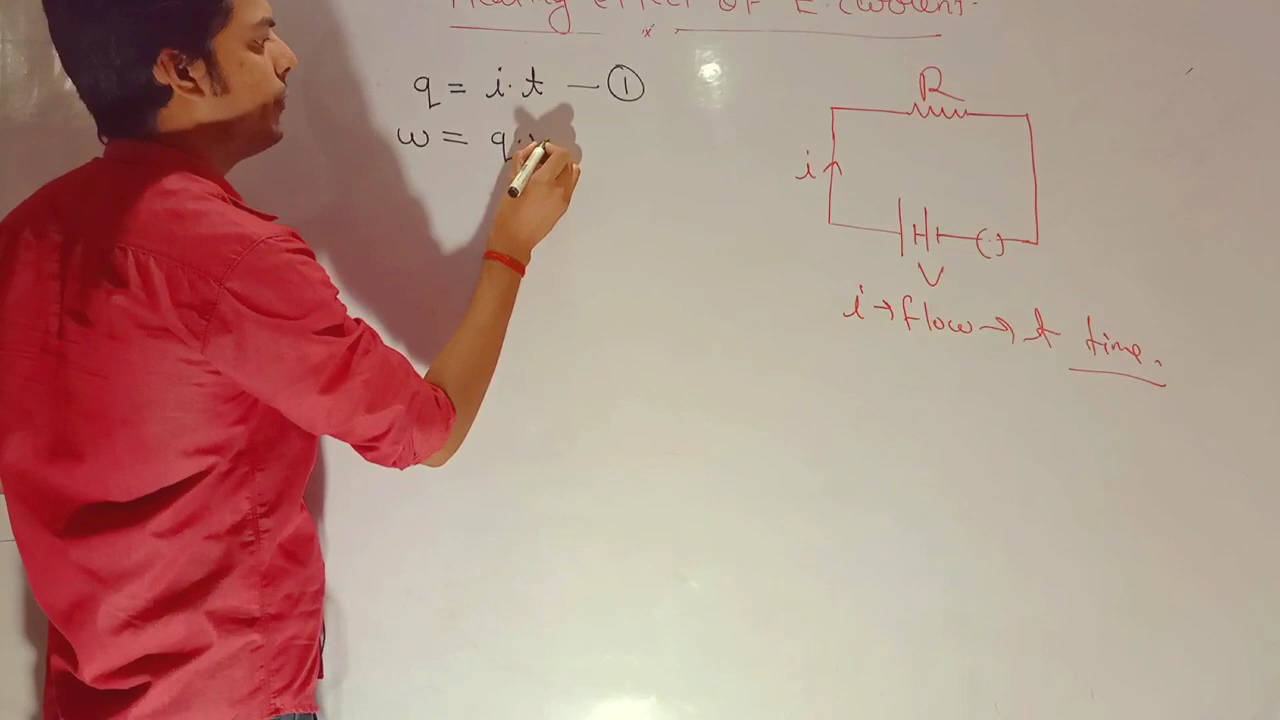 Heating effect of E. Current.
q = i.t — ①
w = q.
R
i
V
i → flow → t time.